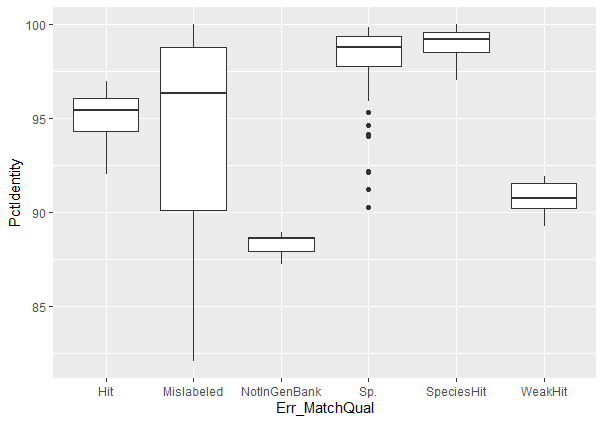 PctIdentity
100
95
90
85
Hit Mislabeled NotInGenBank Sp. SpeciesHit WeakHit
Err_MatchQual